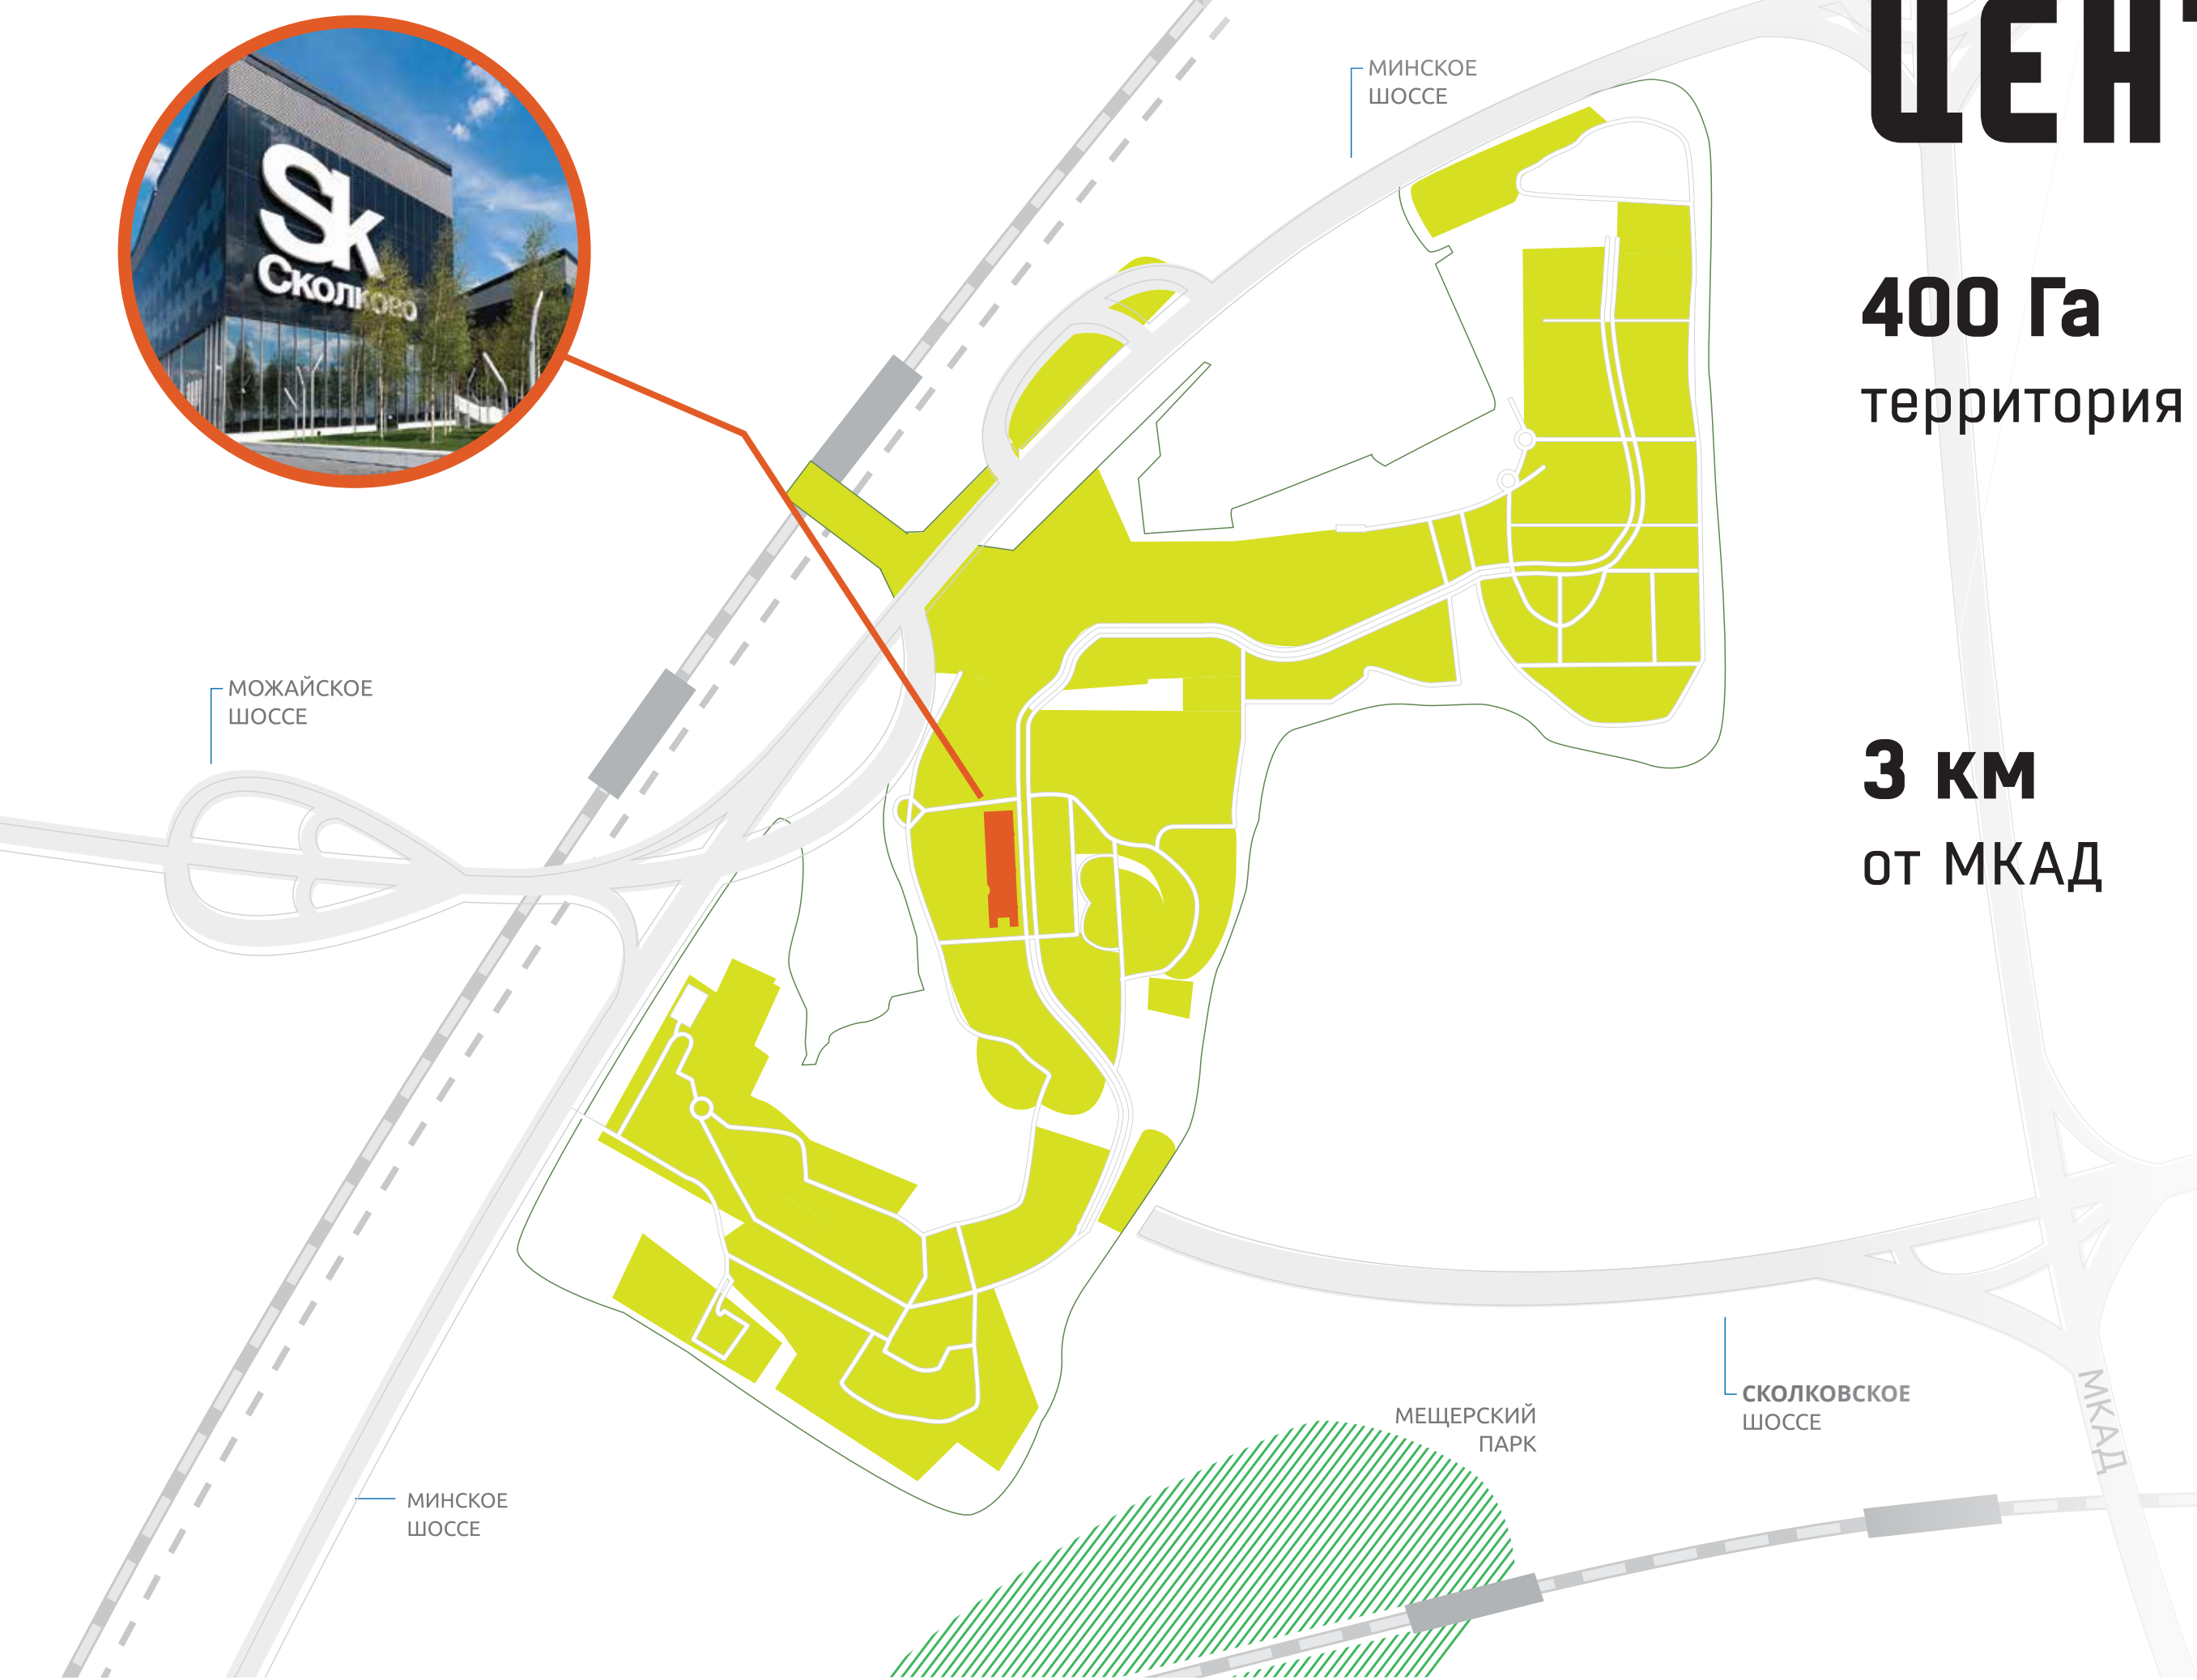 ЦЕНТ
Sk
Сколково
МИНСКОЕ
ШОССЕ
400 Га
территория
МОЖАЙСКОЕ
ШОССЕ
3 км
от МКАД
СКОЛКОВСКОЕ
ШОССЕ
МЕЩЕРСКИЙ
ПАРК
МКАД
МИНСКОЕ
ШОССЕ